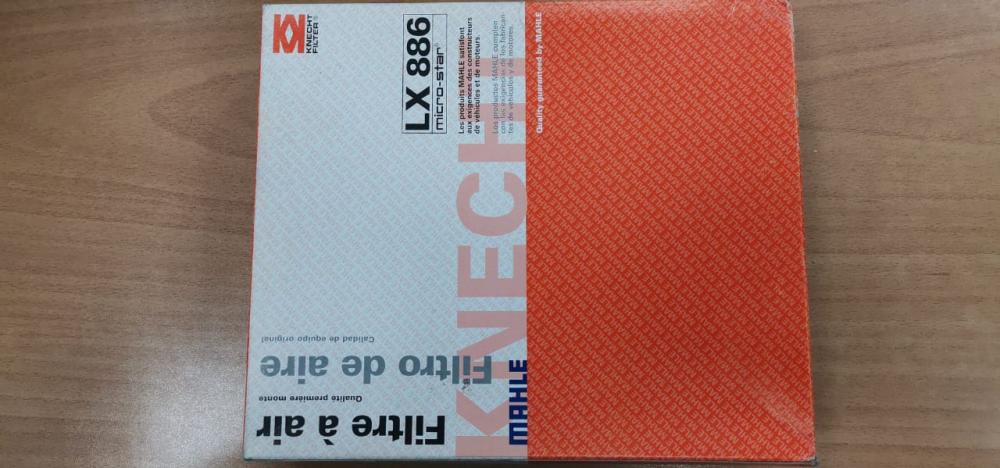 KNECHT
FILTER®
LX 886
micro-star®
Les produits MAHLE satisfont
aux exigences des constructeurs
de véhicules et de moteurs.
Los productos MAHLE cumplen
con las exigencias de los fabrican-
tes de vehículos y de motores.
Quality guaranteed by MAHLE
KNECHT
MAHLE
Filtre à air
Qualité première monte
Filtro de aire
Calidad de equipo original